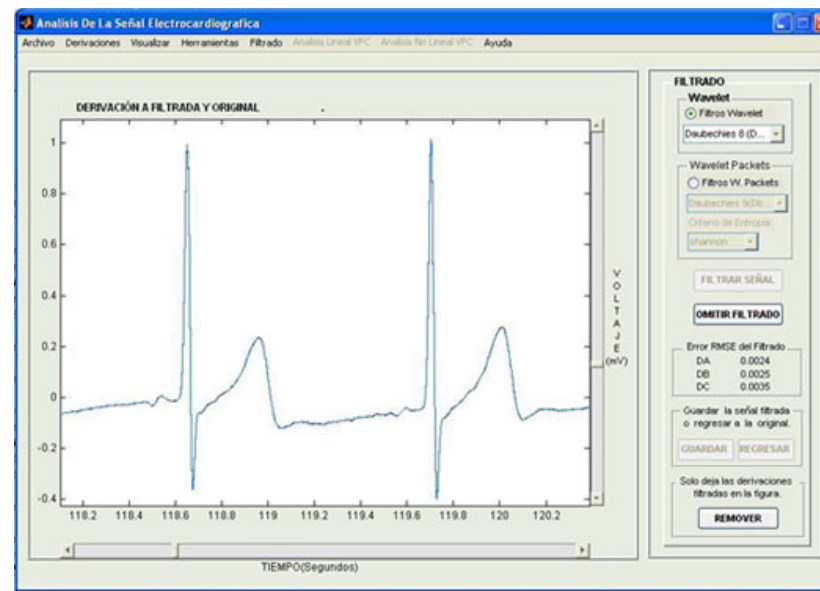 Analisis De La Señal Electrocardiografica
Archivo Derivaciones Visualizar Herramientas Filtrado Analisis Lineal VFC Analisis No Lineal VFC Ayuda
DERIVACIÓN A FILTRADA Y ORIGINAL
1
0.8
0.6
0.4
0.2
0
-0.2
-0.4
118.2 118.4 118.6 118.8 119 119.2 119.4 119.6 119.8 120 120.2
TIEMPO(Segundos)
VOLTAJE
(mV)
FILTRADO
Wavelet
Filtros Wavelet
Daubechies 8 (D...
Wavelet Packets
Filtros W. Packets
Daubechies 9(Db...
Criterio de Entropia:
shannon
FILTRAR SEÑAL
OMITIR FILTRADO
Error RMSE del Filtrado
DA 0.0024
DB 0.0025
DC 0.0035
Guardar la señal filtrada
o regresar a la original.
GUARDAR REGRESAR
Solo deja las derivaciones
filtradas en la figura.
REMOVER